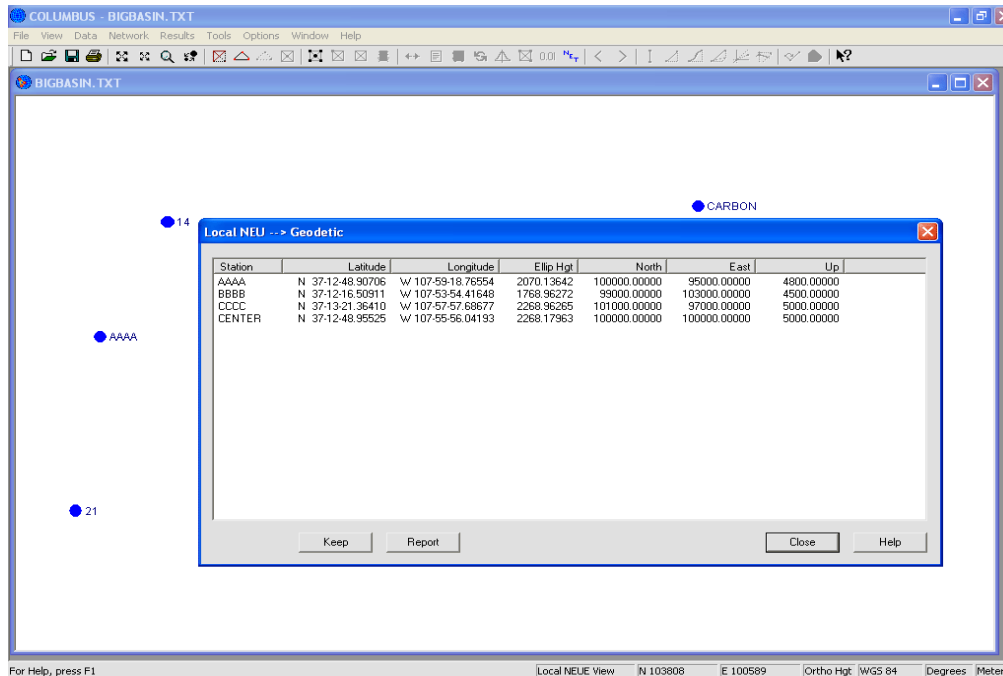 COLUMBUS - BIGBASIN.TXT
File View Data Network Results Tools Options Window Help
0.01 N E T
BIGBASIN.TXT
CARBON
14
Local NEU --> Geodetic
Station Latitude Longitude Ellip Hgt North East Up
AAAA N 37-12-48.90706 W 107-59-18.76554 2070.13642 100000.00000 95000.00000 4800.00000
BBBB N 37-12-16.50911 W 107-53-54.41648 1768.96272 99000.00000 103000.00000 4500.00000
CCCC N 37-13-21.36410 W 107-57-57.68677 2268.96265 101000.00000 97000.00000 5000.00000
CENTER N 37-12-48.95525 W 107-55-56.04193 2268.17963 100000.00000 100000.00000 5000.00000
AAAA
21
Keep Report Close Help
For Help, press F1 Local NEUE View N 103808 E 100589 Ortho Hgt WGS 84 Degrees Meter